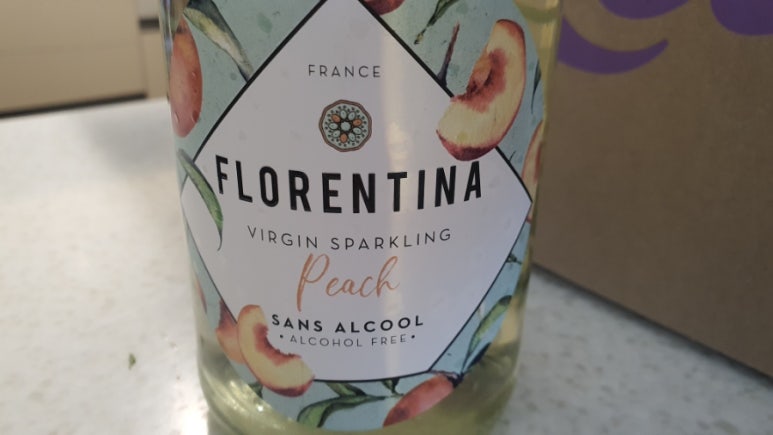 FRANCE
FLORENTINA
VIRGIN SPARKLING
Peach
SANS ALCOOL
•ALCOHOL FREE•